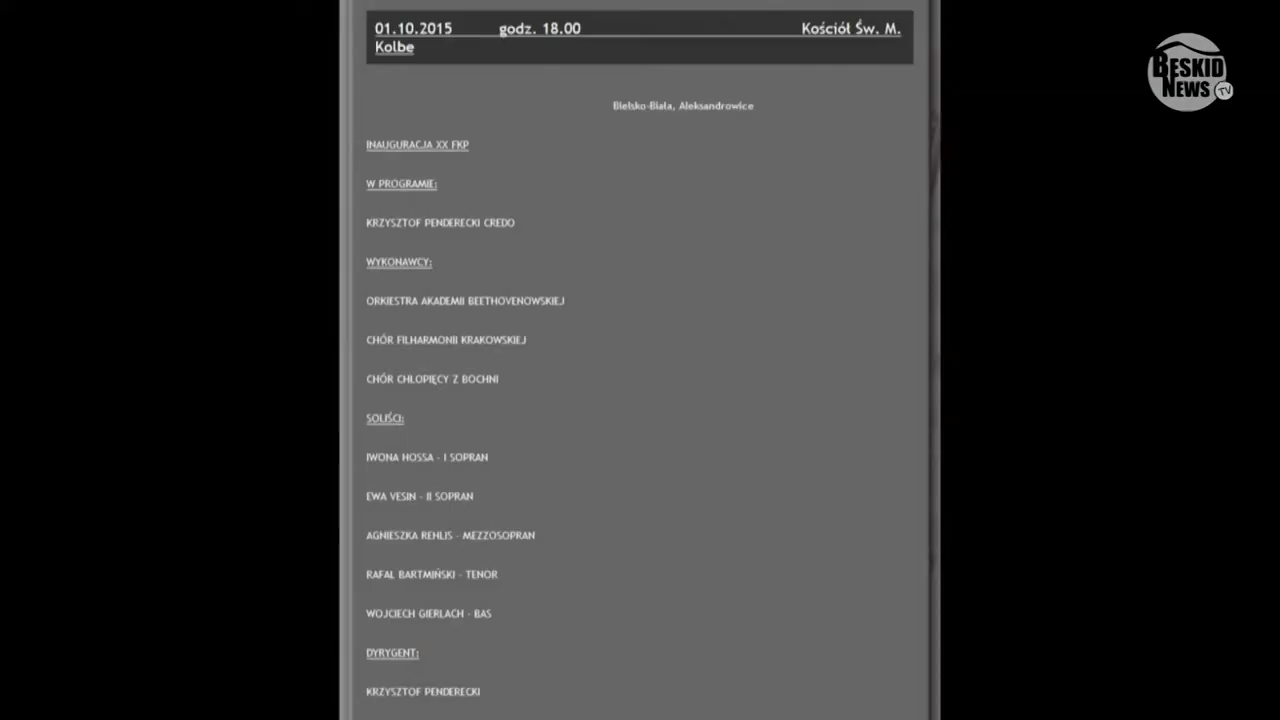 01.10.2015 godz. 18.00 Kościół Św. M.
Kolbe
Bielsko-Biała, Aleksandrowice
INAUGURACJA XX FKP
W PROGRAMIE:
KRZYSZTOF PENDERECKI CREDO
WYKONAWCY:
ORKIESTRA AKADEMII BEETHOVENOWSKIEJ
CHÓR FILHARMONII KRAKOWSKIEJ
CHÓR CHŁOPIĘCY Z BOCHNI
SOLIŚCI:
IWONA HOSSA - I SOPRAN
EWA VESIN - II SOPRAN
AGNIESZKA REHLIS - MEZZOSOPRAN
RAFAŁ BARTMIŃSKI - TENOR
WOJCIECH GIERLACH - BAS
DYRYGENT:
KRZYSZTOF PENDERECKI
BESKID
NEWS TV